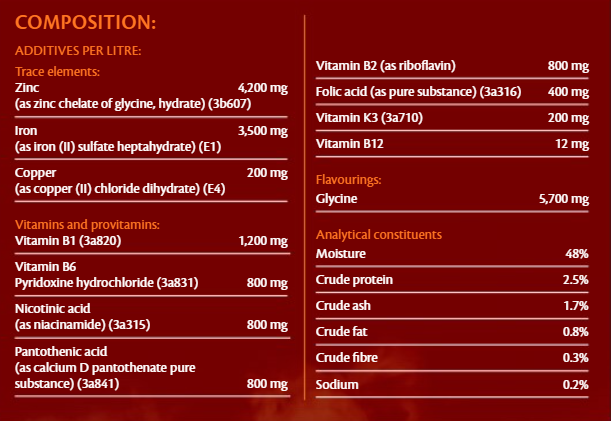 COMPOSITION:
ADDITIVES PER LITRE:
Trace elements:
Zinc 4,200 mg
(as zinc chelate of glycine, hydrate) (3b607)
Iron 3,500 mg
(as iron (II) sulfate heptahydrate) (E1)
Copper 200 mg
(as copper (II) chloride dihydrate) (E4)
Vitamins and provitamins:
Vitamin B1 (3a820) 1,200 mg
Vitamin B6
Pyridoxine hydrochloride (3a831) 800 mg
Nicotinic acid
(as niacinamide) (3a315) 800 mg
Pantothenic acid
(as calcium D pantothenate pure
substance) (3a841) 800 mg
Vitamin B2 (as riboflavin) 800 mg
Folic acid (as pure substance) (3a316) 400 mg
Vitamin K3 (3a710) 200 mg
Vitamin B12 12 mg
Flavourings:
Glycine 5,700 mg
Analytical constituents
Moisture 48%
Crude protein 2.5%
Crude ash 1.7%
Crude fat 0.8%
Crude fibre 0.3%
Sodium 0.2%